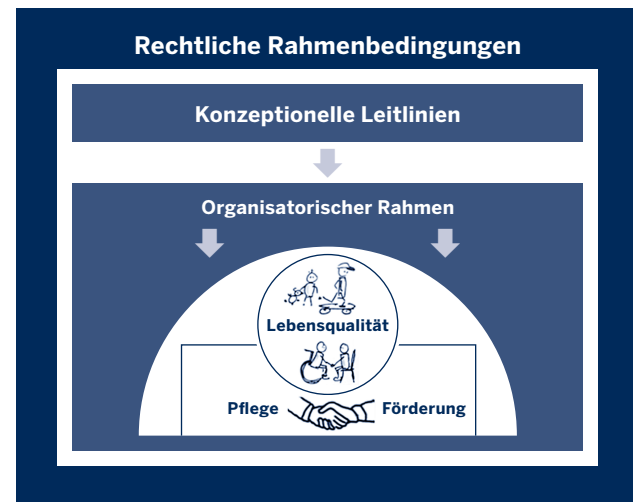 Rechtliche Rahmenbedingungen
Konzeptionelle Leitlinien
Organisatorischer Rahmen
Lebensqualität
Pflege Förderung